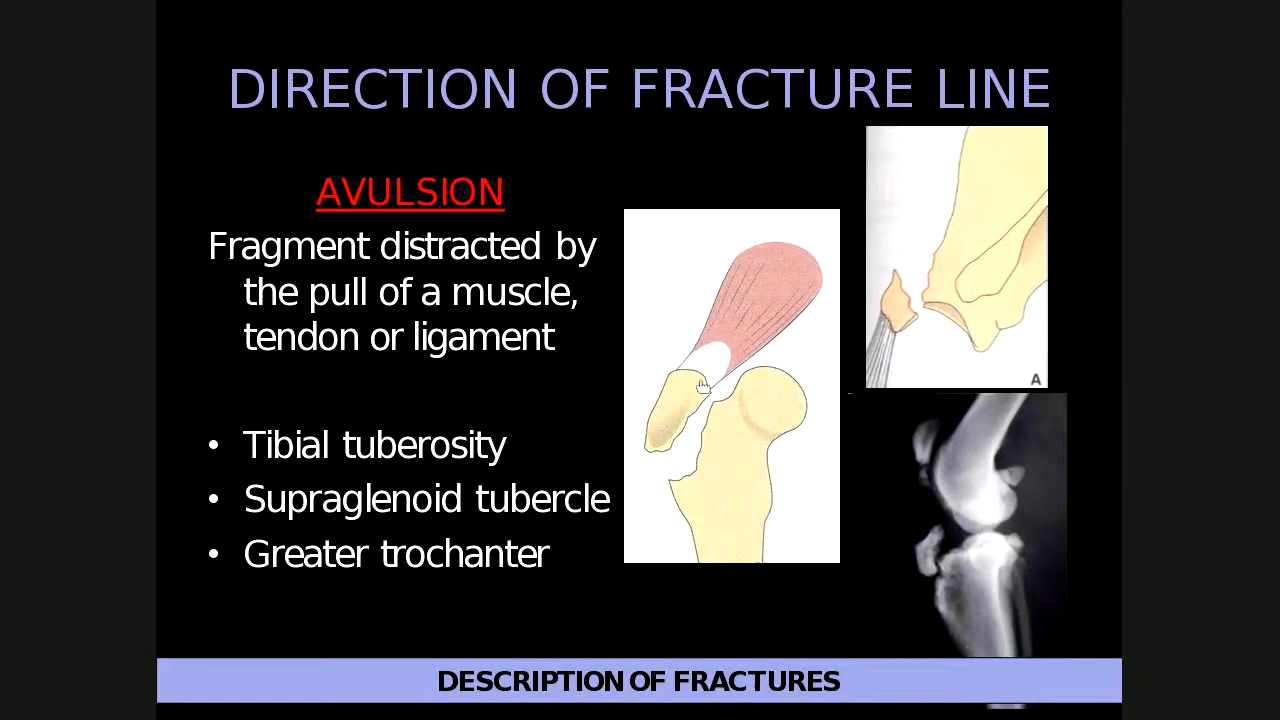 DIRECTION OF FRACTURE LINE
AVULSION
Fragment distracted by
the pull of a muscle,
tendon or ligament
• Tibial tuberosity
• Supraglenoid tubercle
• Greater trochanter
A
DESCRIPTION OF FRACTURES